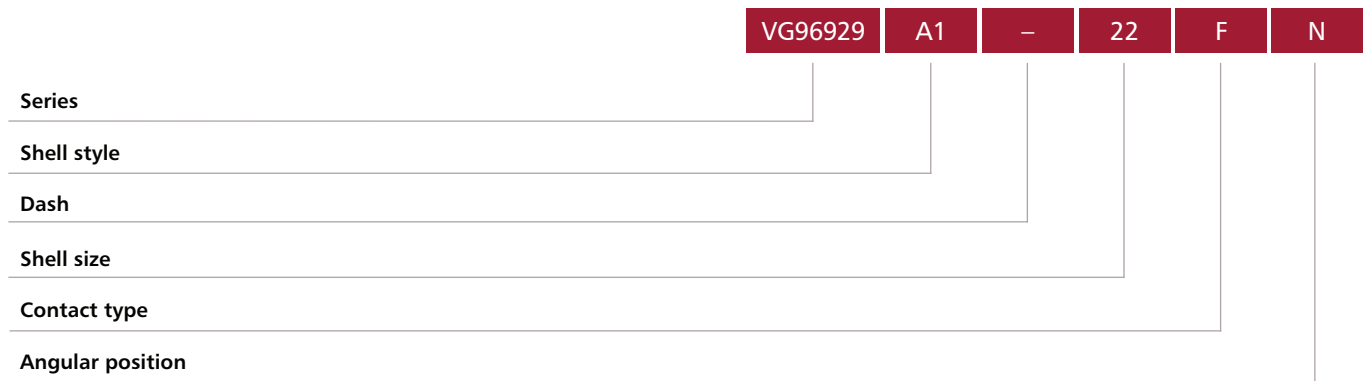 VG96929 A1 – 22 F N
Series
Shell style
Dash
Shell size
Contact type
Angular position